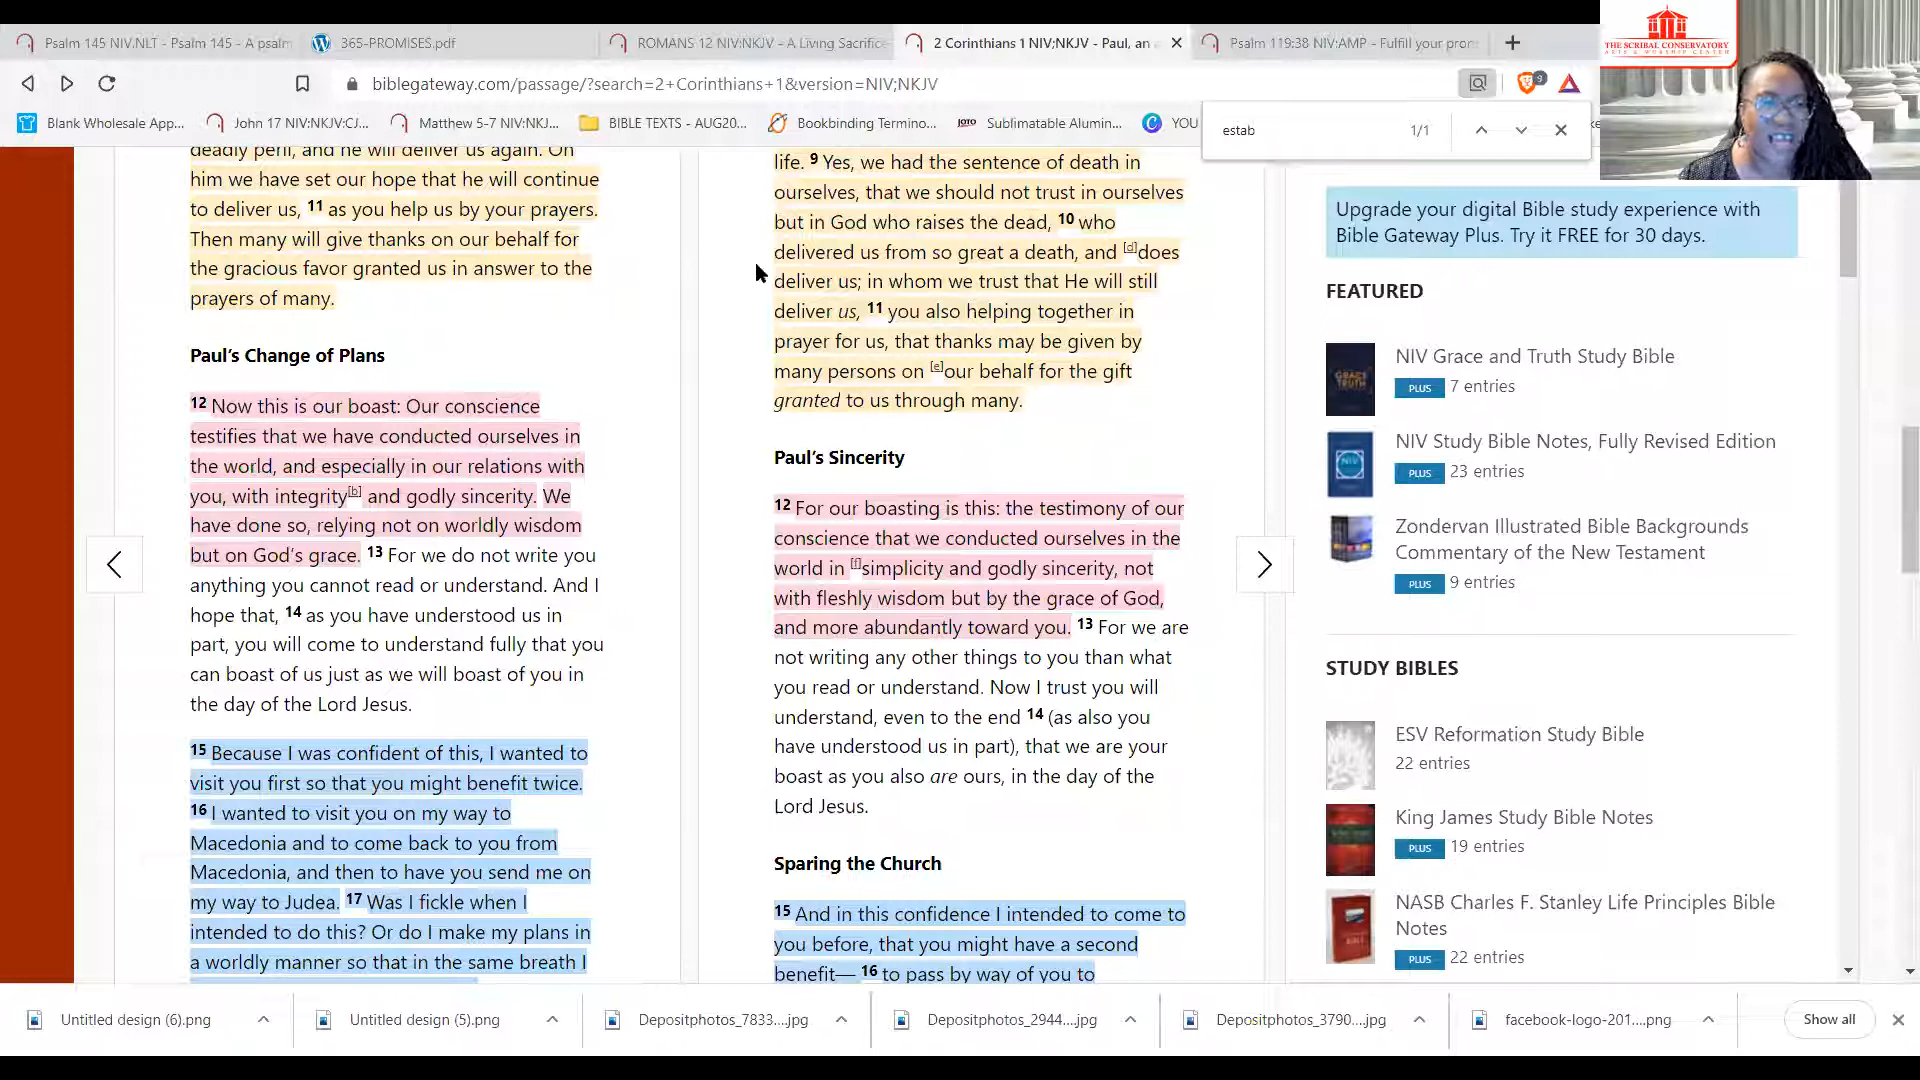 Psalm 145 NIV.NLT - Psalm 145 - A psalm
365-PROMISES.pdf
ROMANS 12 NIV;NKJV - A Living Sacrifice
2 Corinthians 1 NIV;NKJV - Paul, an
Psalm 119:38 NIV;AMP - Fulfill your prom
THE SCRIBAL CONSERVATORY
ARTS & WORSHIP CENTER
biblegateway.com/passage/?search=2+Corinthians+1&version=NIV;NKJV
9
Blank Wholesale App...
John 17 NIV;NKJV;CJ...
Matthew 5-7 NIV;NKJ...
BIBLE TEXTS - AUG20...
Bookbinding Termino...
JOTO
Sublimatable Alumin...
YOU
estab
1/1
deadly peril, and he will deliver us again. On
him we have set our hope that he will continue
to deliver us, 11 as you help us by your prayers.
Then many will give thanks on our behalf for
the gracious favor granted us in answer to the
prayers of many.
Paul's Change of Plans
12 Now this is our boast: Our conscience
testifies that we have conducted ourselves in
the world, and especially in our relations with
you, with integrity[b] and godly sincerity. We
have done so, relying not on worldly wisdom
but on God's grace. 13 For we do not write you
anything you cannot read or understand. And I
hope that, 14 as you have understood us in
part, you will come to understand fully that you
can boast of us just as we will boast of you in
the day of the Lord Jesus.
15 Because I was confident of this, I wanted to
visit you first so that you might benefit twice.
16 I wanted to visit you on my way to
Macedonia and to come back to you from
Macedonia, and then to have you send me on
my way to Judea. 17 Was I fickle when I
intended to do this? Or do I make my plans in
a worldly manner so that in the same breath I
life. 9 Yes, we had the sentence of death in
ourselves, that we should not trust in ourselves
but in God who raises the dead, 10 who
delivered us from so great a death, and [d]does
deliver us; in whom we trust that He will still
deliver us, 11 you also helping together in
prayer for us, that thanks may be given by
many persons on [e]our behalf for the gift
granted to us through many.
Paul's Sincerity
12 For our boasting is this: the testimony of our
conscience that we conducted ourselves in the
world in [f]simplicity and godly sincerity, not
with fleshly wisdom but by the grace of God,
and more abundantly toward you. 13 For we are
not writing any other things to you than what
you read or understand. Now I trust you will
understand, even to the end 14 (as also you
have understood us in part), that we are your
boast as you also are ours, in the day of the
Lord Jesus.
Sparing the Church
15 And in this confidence I intended to come to
you before, that you might have a second
benefit— 16 to pass by way of you to
Upgrade your digital Bible study experience with
Bible Gateway Plus. Try it FREE for 30 days.
FEATURED
NIV Grace and Truth Study Bible
PLUS 7 entries
NIV Study Bible Notes, Fully Revised Edition
PLUS 23 entries
Zondervan Illustrated Bible Backgrounds
Commentary of the New Testament
PLUS 9 entries
STUDY BIBLES
ESV Reformation Study Bible
22 entries
King James Study Bible Notes
PLUS 19 entries
NASB Charles F. Stanley Life Principles Bible
Notes
PLUS 22 entries
Untitled design (6).png
Untitled design (5).png
Depositphotos_7833....jpg
Depositphotos_2944....jpg
Depositphotos_3790....jpg
facebook-logo-201....png
Show all